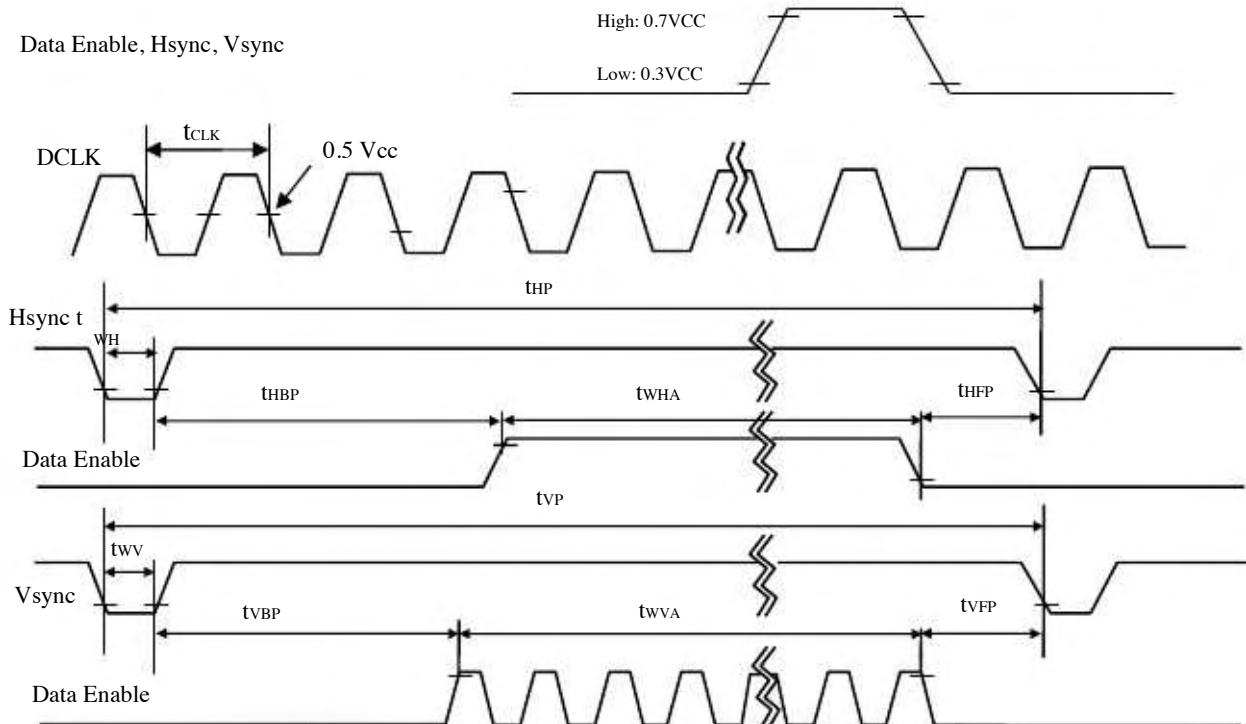 High: 0.7VCC
Data Enable, Hsync, Vsync
Low: 0.3VCC
tCLK
DCLK
0.5 Vcc
tHP
Hsync t
WH
tHBP
tWHA
tHFP
Data Enable
tVP
tWV
Vsync
tVBP
tWVA
tVFP
Data Enable